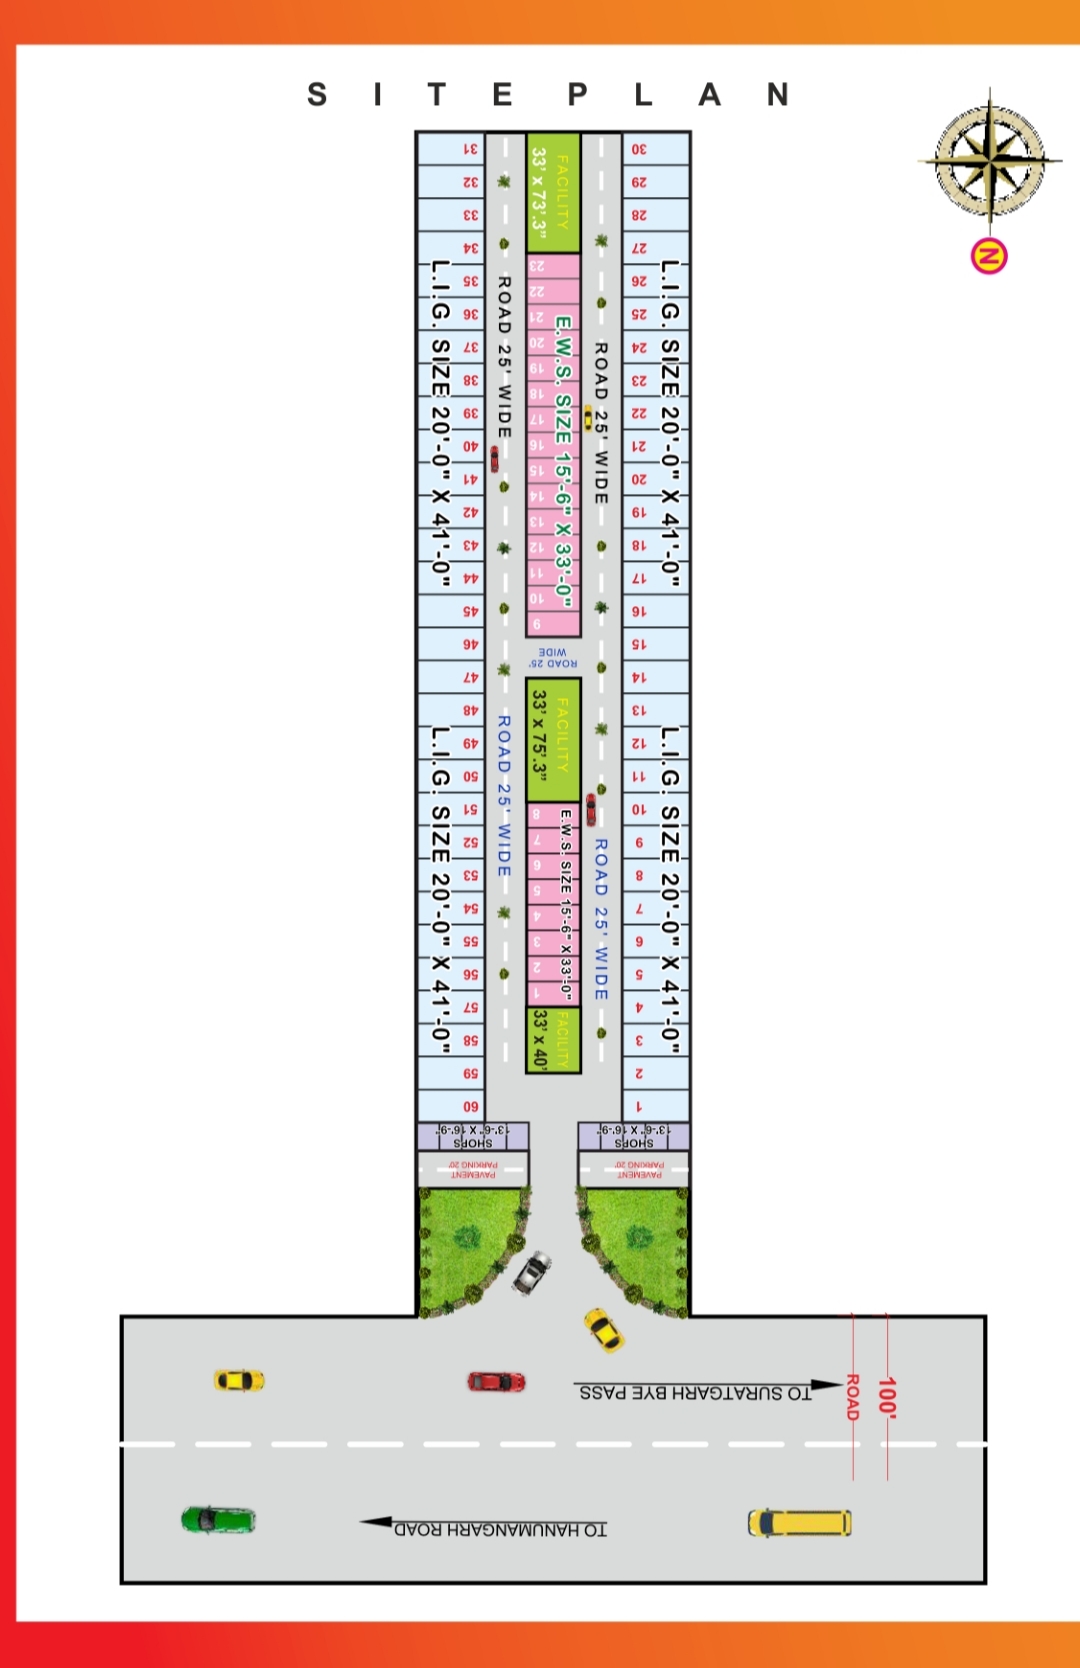 S I T E P L A N
N
31
32
33
34
35
36
37
38
39
40
41
42
43
44
45
46
47
48
49
50
51
52
53
54
55
56
57
58
59
60
L.I.G. SIZE 20'-0" X 41'-0"
L.I.G. SIZE 20'-0" X 41'-0"
ROAD 25' WIDE
ROAD 25' WIDE
FACILITY
33' x 73'.3"
23
22
21
20
19
18
17
16
15
14
13
12
11
10
9
E.W.S. SIZE 15'-6" X 33'-0"
ROAD 25'
WIDE
FACILITY
33' x 75'.3"
8
7
6
5
4
3
2
1
E.W.S. SIZE 15'-6" X 33'-0"
FACILITY
33' x 40'
ROAD 25' WIDE
ROAD 25' WIDE
30
29
28
27
26
25
24
23
22
21
20
19
18
17
16
15
14
13
12
11
10
9
8
7
6
5
4
3
2
1
L.I.G. SIZE 20'-0" X 41'-0"
L.I.G. SIZE 20'-0" X 41'-0"
SHOPS
13'-6" X 16'-9"
SHOPS
13'-6" X 16'-9"
PAVEMENT
PARKING 20'
PAVEMENT
PARKING 20'
TO SURATGARH BYE PASS
100'
ROAD
TO HANUMANGARH ROAD